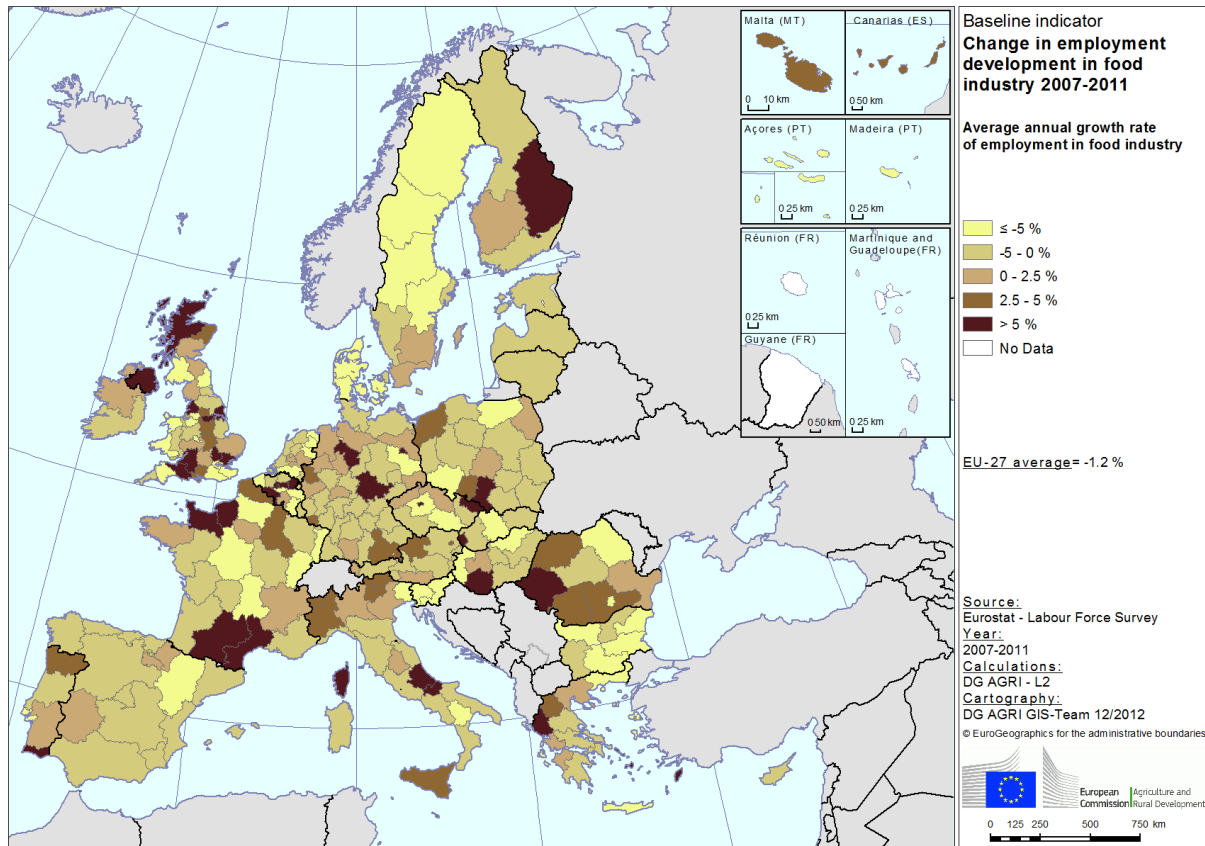 Malta (MT)
0 10 km
Canarias (ES)
0 50 km
Açores (PT)
0 25 km
Madeira (PT)
0 25 km
Réunion (FR)
0 25 km
Martinique and
Guadeloupe(FR)
0 25 km
Guyane (FR)
0 50 km
Baseline indicator
Change in employment
development in food
industry 2007-2011
Average annual growth rate
of employment in food industry
≤ -5 %
-5 - 0 %
0 - 2.5 %
2.5 - 5 %
> 5 %
No Data
EU-27 average= -1.2 %
Source:
Eurostat - Labour Force Survey
Year:
2007-2011
Calculations:
DG AGRI - L2
Cartography:
DG AGRI GIS-Team 12/2012
© EuroGeographics for the administrative boundaries
European
Commission
Agriculture and
Rural Development
0 125 250 500 750 km